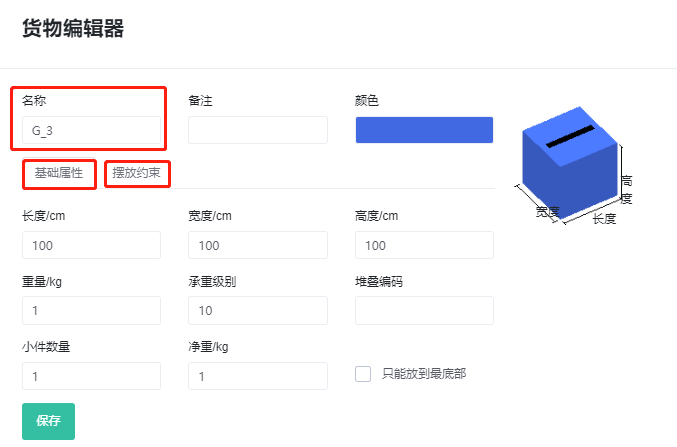 货物编辑器
名称 备注 颜色
G_3
基础属性 摆放约束
长度/cm 宽度/cm 高度/cm
100 100 100
重量/kg 承重级别 堆叠编码
1 10
小件数量 净重/kg
1 1 只能放到最底部
保存
高度
宽度
长度